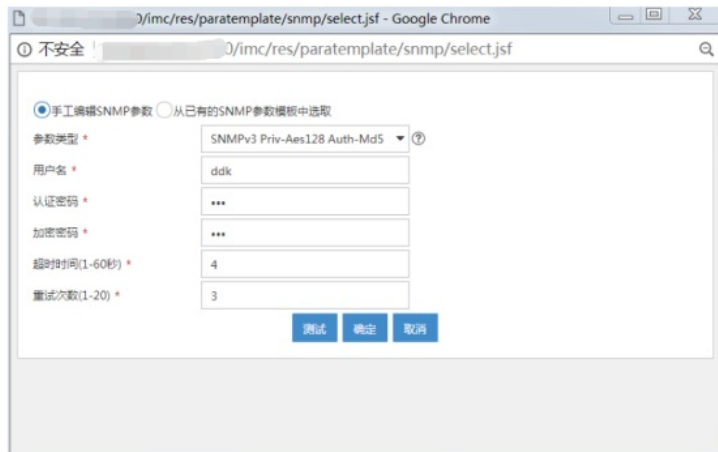 0/imc/res/paratemplate/snmp/select.jsf - Google Chrome
不安全 0/imc/res/paratemplate/snmp/select.jsf
手工编辑SNMP参数 从已有的SNMP参数模板中选取
参数类型 * SNMPv3 Priv-Aes128 Auth-Md5
用户名 * ddk
认证密码 * •••
加密密码 * •••
超时时间(1-60秒) * 4
重试次数(1-20) * 3
测试 确定 取消